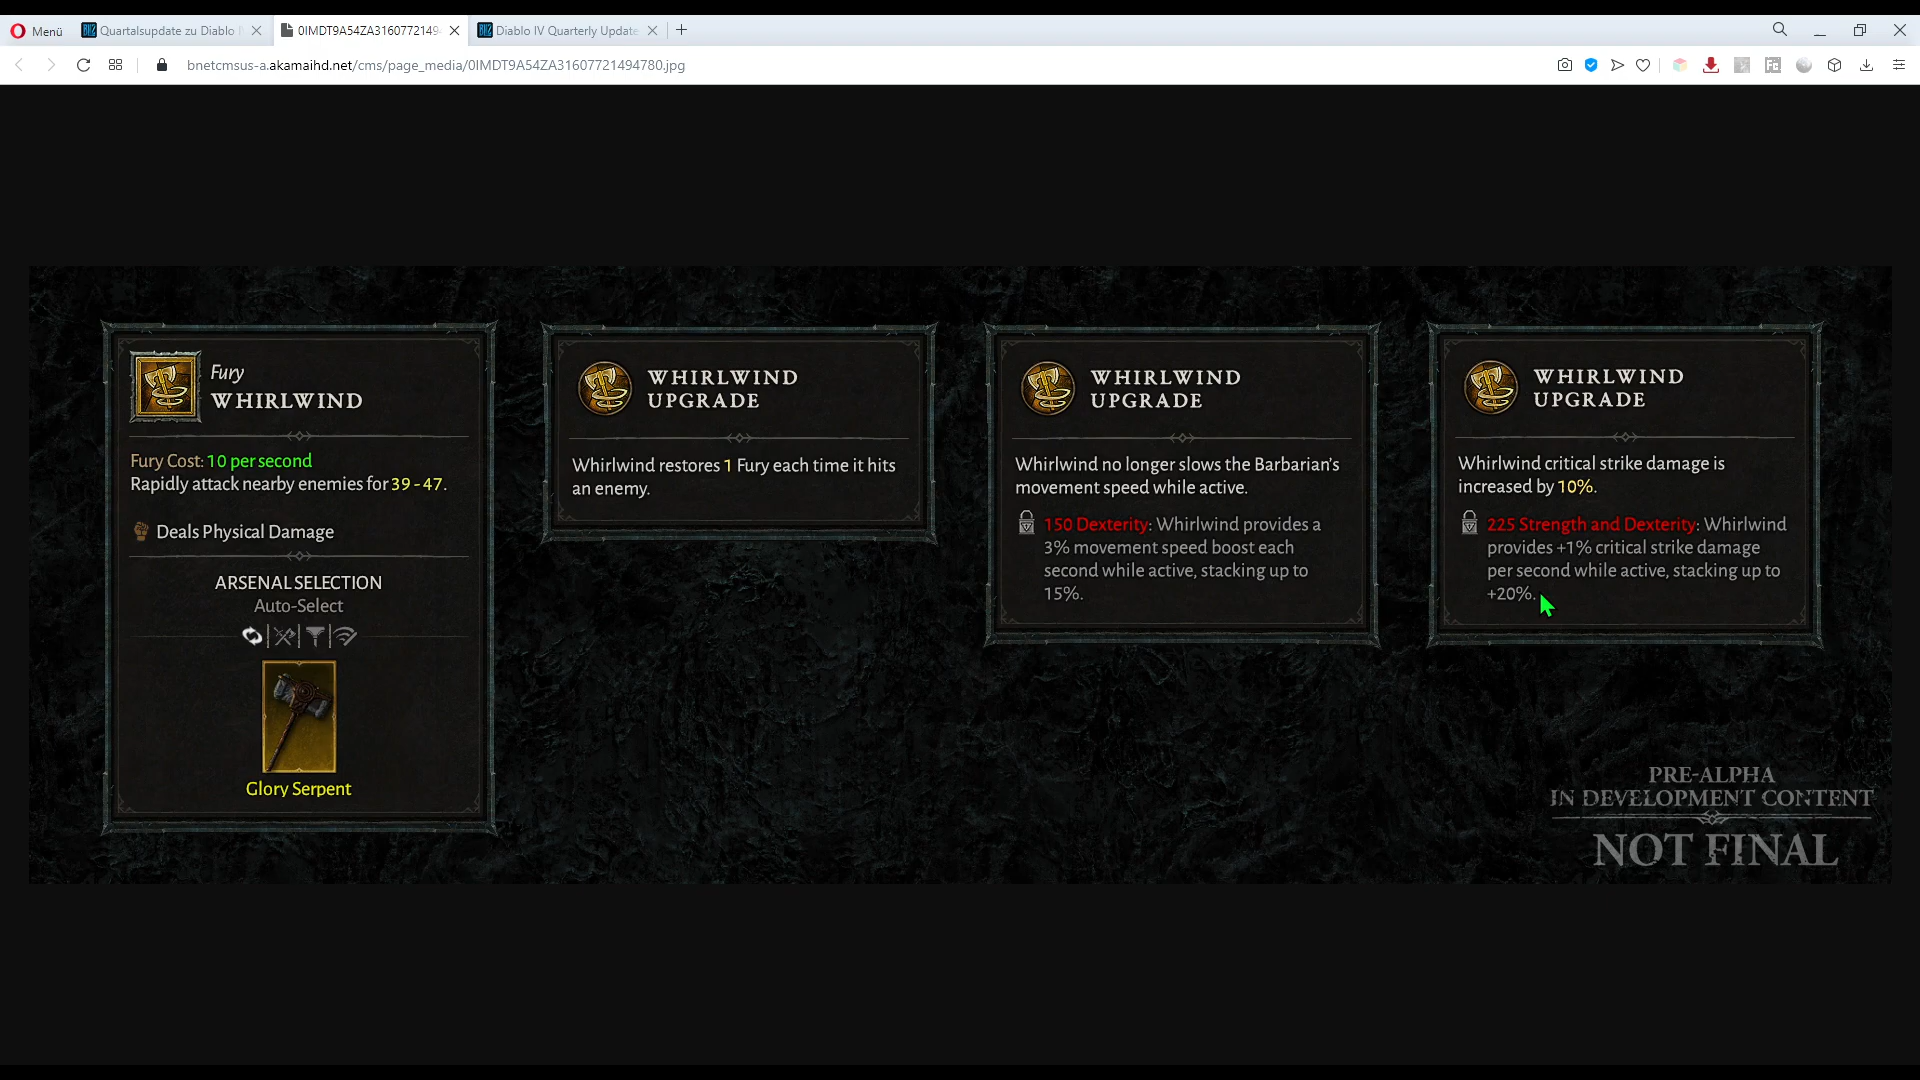 Menü
Quartalsupdate zu Diablo I
0IMDT9A54ZA3160772149
Diablo IV Quarterly Update
bnetcmsus-a.akamaihd.net/cms/page_media/0IMDT9A54ZA31607721494780.jpg
Fury
WHIRLWIND
Fury Cost: 10 per second
Rapidly attack nearby enemies for 39 - 47.
Deals Physical Damage
ARSENAL SELECTION
Auto-Select
Glory Serpent
WHIRLWIND
UPGRADE
Whirlwind restores 1 Fury each time it hits
an enemy.
WHIRLWIND
UPGRADE
Whirlwind no longer slows the Barbarian's
movement speed while active.
150 Dexterity: Whirlwind provides a
3% movement speed boost each
second while active, stacking up to
15%.
WHIRLWIND
UPGRADE
Whirlwind critical strike damage is
increased by 10%.
225 Strength and Dexterity: Whirlwind
provides +1% critical strike damage
per second while active, stacking up to
+20%.
PRE-ALPHA
IN DEVELOPMENT CONTENT
NOT FINAL